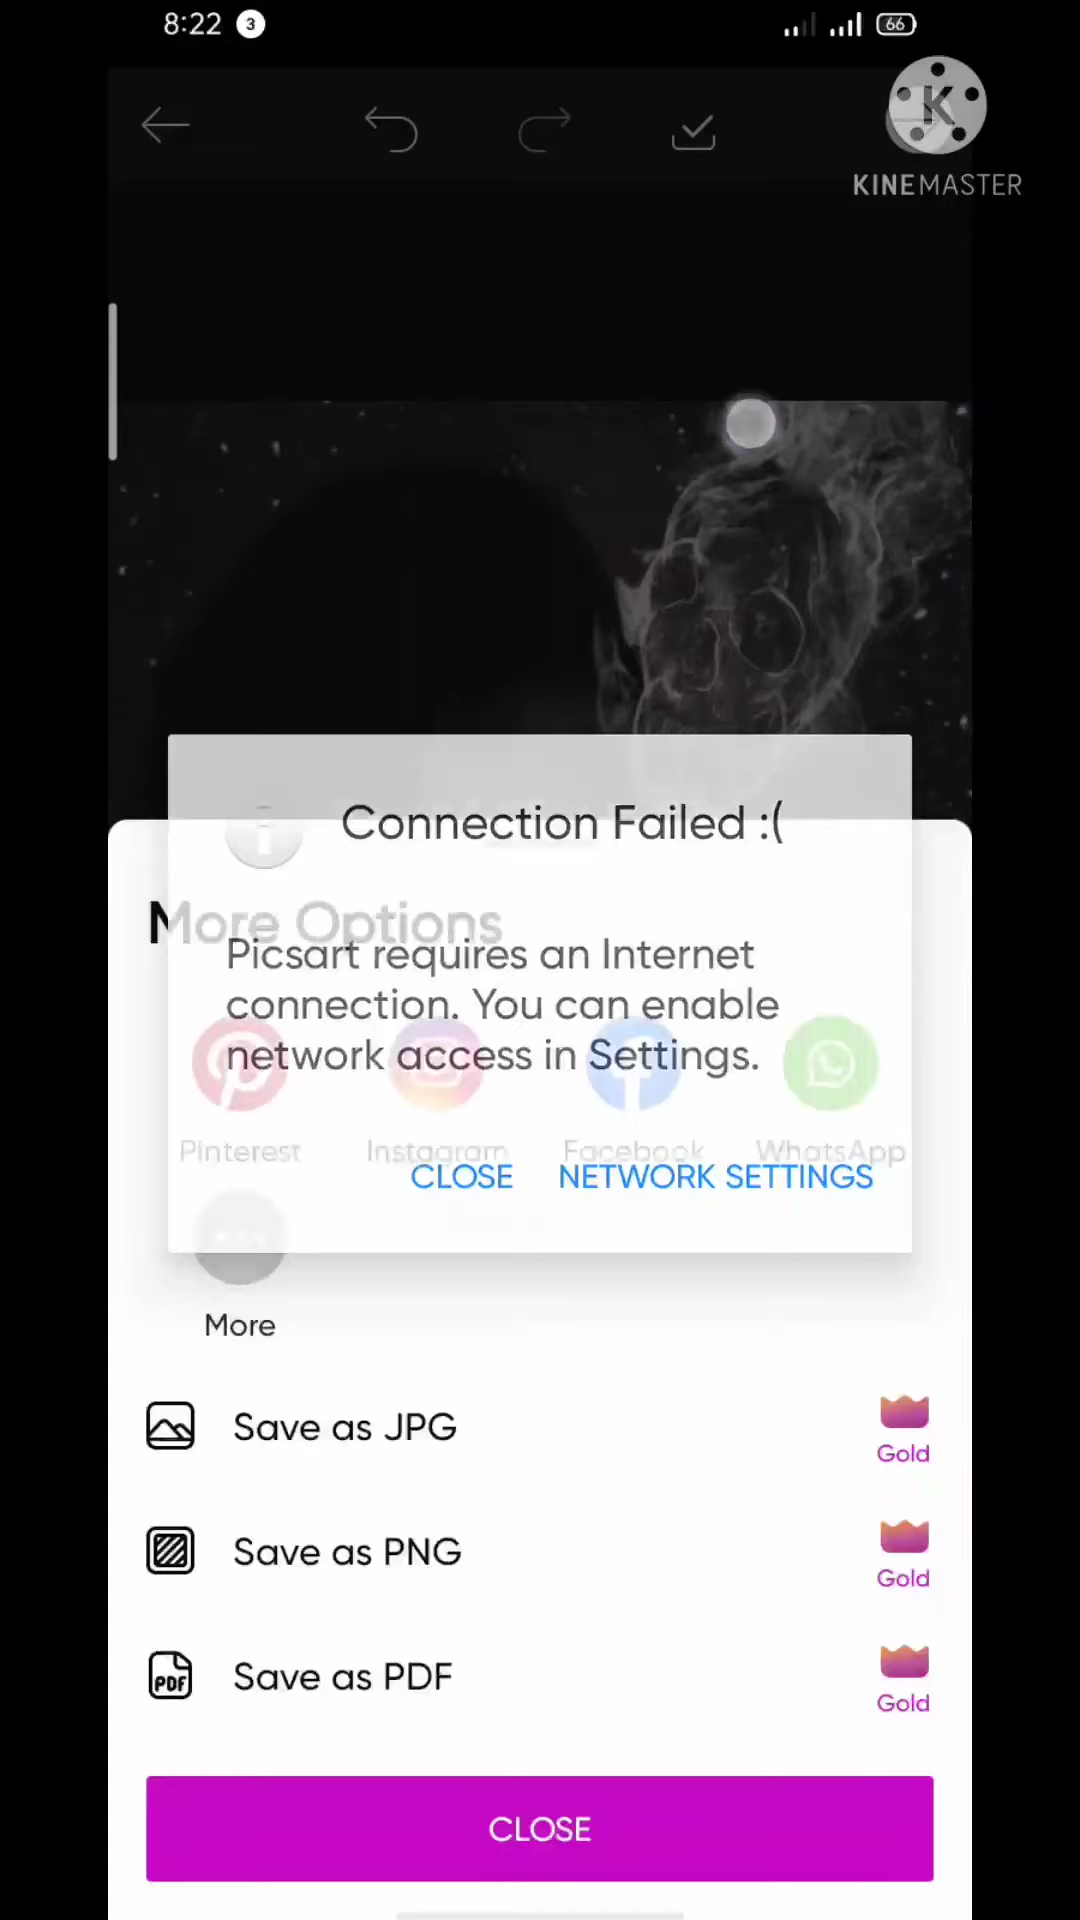 8:22 3
66
K
KINEMASTER
Connection Failed :(
More Options
Picsart requires an Internet
connection. You can enable
network access in Settings.
Pinterest Instagram Facebook WhatsApp
CLOSE NETWORK SETTINGS
More
Save as JPG
Gold
Save as PNG
Gold
PDF
Save as PDF
Gold
CLOSE